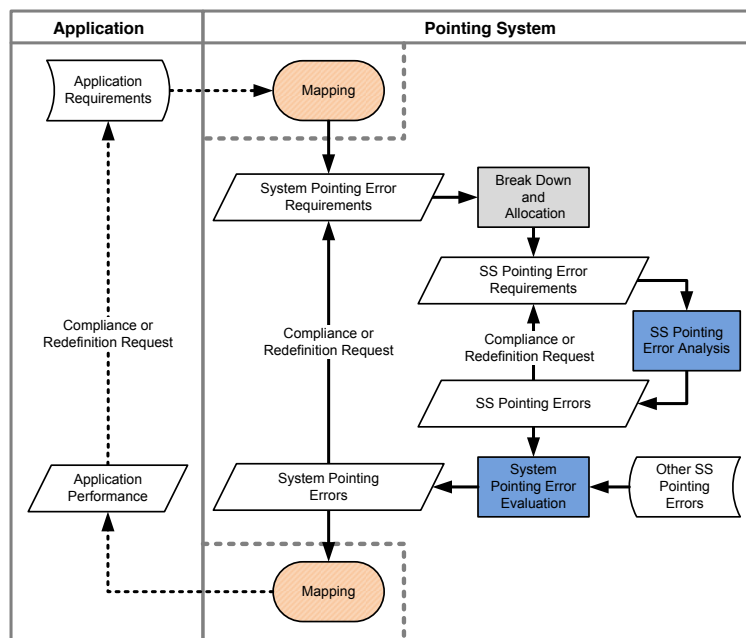 Application
Pointing System
Application
Requirements
Mapping
System Pointing Error
Requirements
Break Down
and
Allocation
SS Pointing Error
Requirements
Compliance or
Redefinition Request
Compliance or
Redefinition Request
Compliance or
Redefinition Request
SS Pointing
Error Analysis
SS Pointing Errors
Application
Performance
System Pointing
Errors
System
Pointing Error
Evaluation
Other SS
Pointing
Errors
Mapping